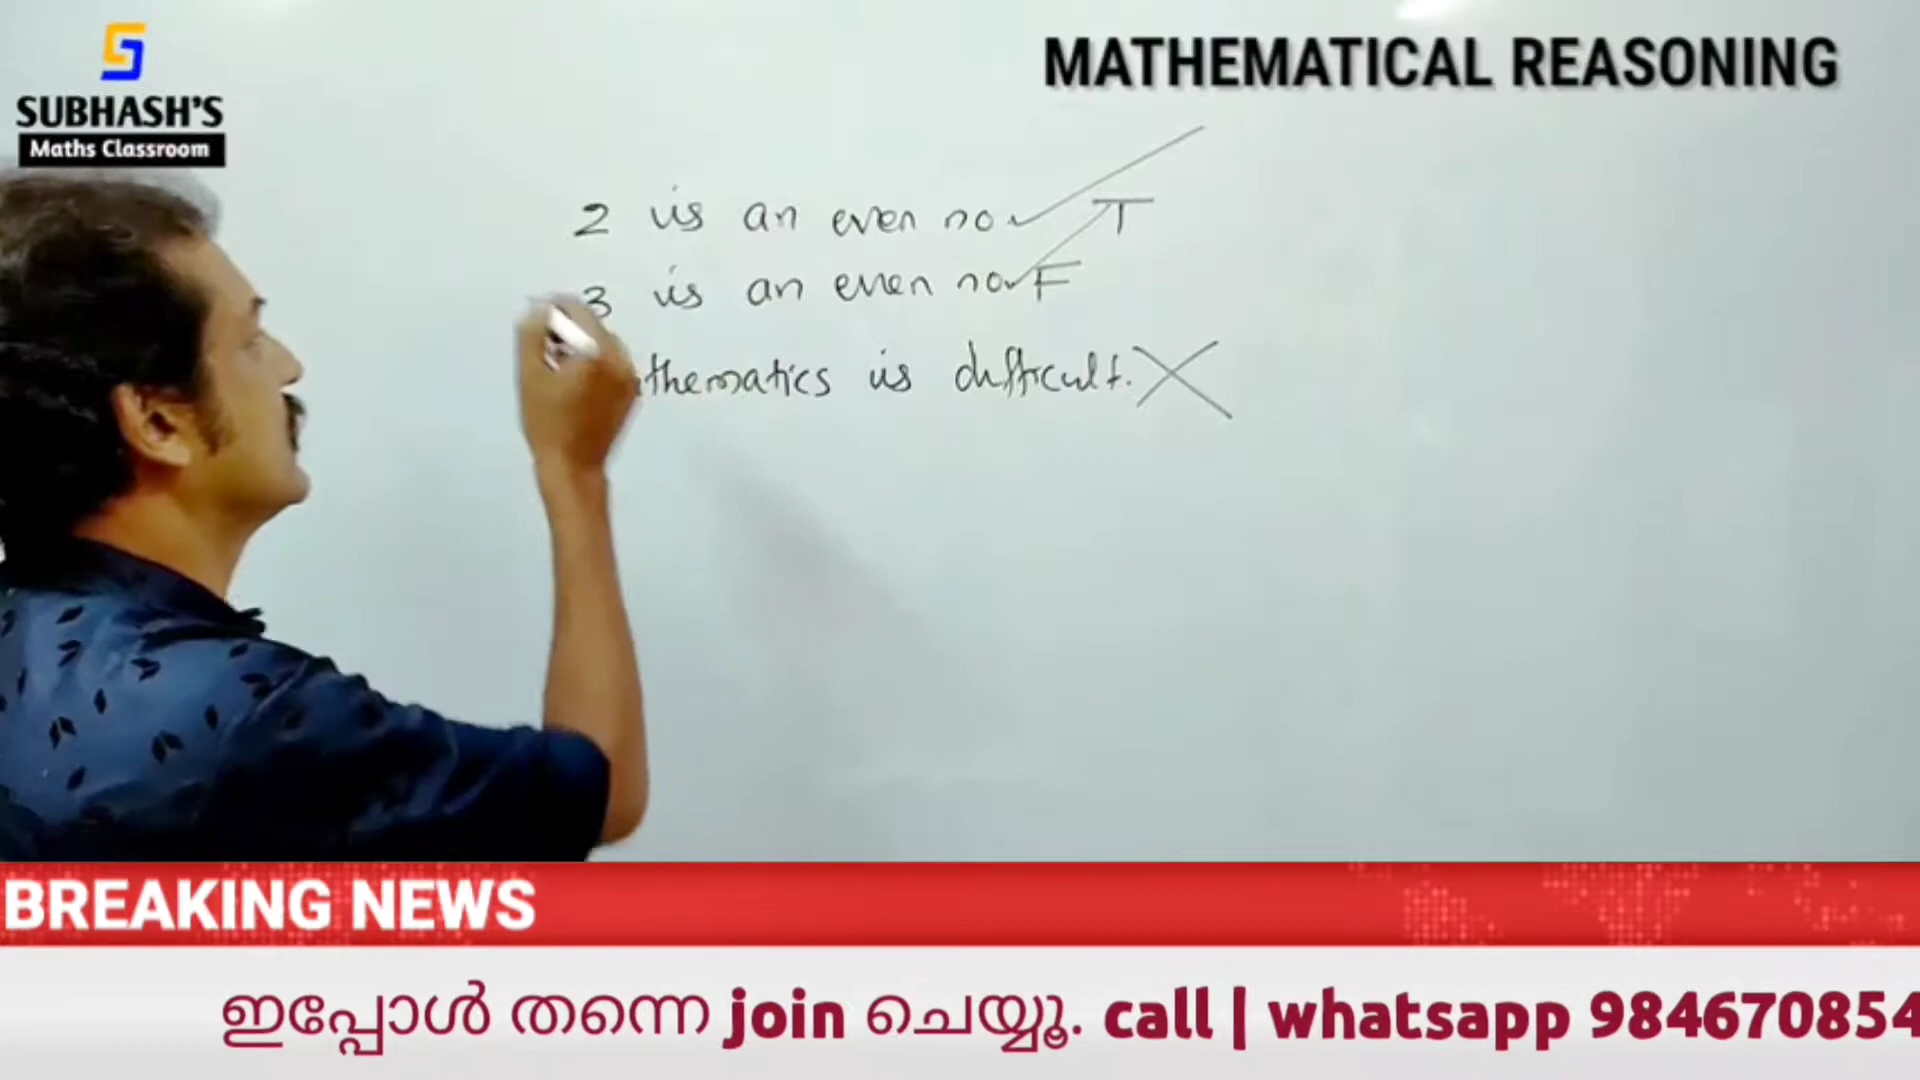 SUBHASH'S
Maths Classroom
MATHEMATICAL REASONING
2 is an even no T
3 is an even no F
is difficult.
BREAKING NEWS
ഇപ്പോൾ തന്നെ join ചെയ്യൂ. call | whatsapp 984670854